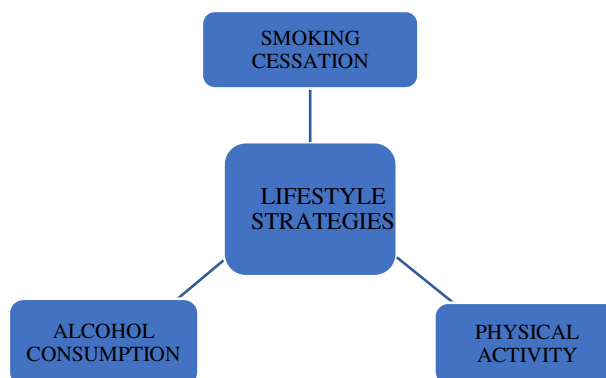 SMOKING
CESSATION
LIFESTYLE
STRATEGIES
ALCOHOL
CONSUMPTION
PHYSICAL
ACTIVITY